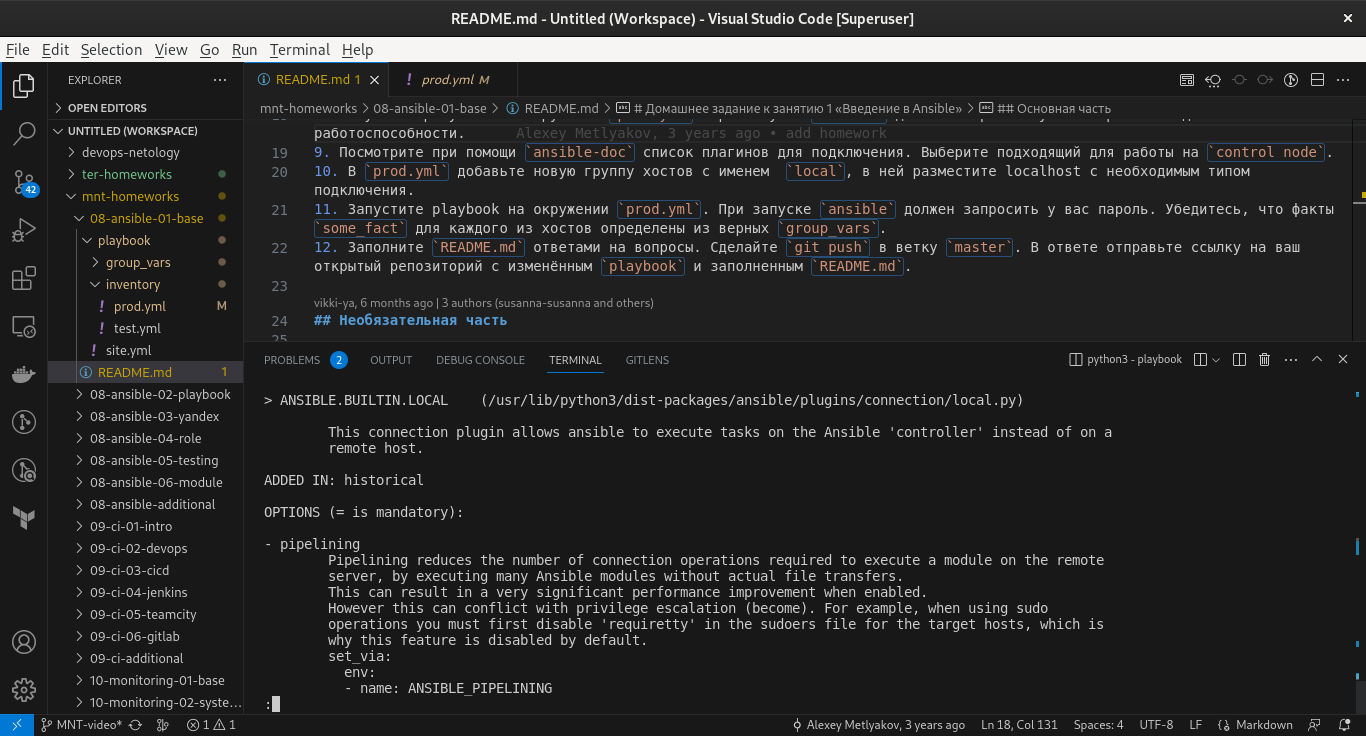 README.md - Untitled (Workspace) - Visual Studio Code [Superuser]
File Edit Selection View Go Run Terminal Help
EXPLORER
OPEN EDITORS
UNTITLED (WORKSPACE)
devops-netology
ter-homeworks
mnt-homeworks
08-ansible-01-base
playbook
group_vars
inventory
prod.yml M
test.yml
site.yml
README.md 1
08-ansible-02-playbook
08-ansible-03-yandex
08-ansible-04-role
08-ansible-05-testing
08-ansible-06-module
08-ansible-additional
09-ci-01-intro
09-ci-02-devops
09-ci-03-cicd
09-ci-04-jenkins
09-ci-05-teamcity
09-ci-06-gitlab
09-ci-additional
10-monitoring-01-base
10-monitoring-02-syste...
42
README.md 1
prod.yml M
mnt-homeworks > 08-ansible-01-base > README.md > # Домашнее задание к занятию 1 «Введение в Ansible» > ## Основная часть
работоспособности. Alexey Metlyakov, 3 years ago • add homework
19 9. Посмотрите при помощи `ansible-doc` список плагинов для подключения. Выберите подходящий для работы на `control node`.
20 10. В `prod.yml` добавьте новую группу хостов с именем `local`, в ней разместите localhost с необходимым типом
подключения.
21 11. Запустите playbook на окружении `prod.yml`. При запуске `ansible` должен запросить у вас пароль. Убедитесь, что факты
`some_fact` для каждого из хостов определены из верных `group_vars`.
22 12. Заполните `README.md` ответами на вопросы. Сделайте `git push` в ветку `master`. В ответе отправьте ссылку на ваш
открытый репозиторий с изменённым `playbook` и заполненным `README.md`.
23
vikki-ya, 6 months ago | 3 authors (susanna-susanna and others)
24 ## Необязательная часть
25
PROBLEMS 2 OUTPUT DEBUG CONSOLE TERMINAL GITLENS
python3 - playbook
> ANSIBLE.BUILTIN.LOCAL (/usr/lib/python3/dist-packages/ansible/plugins/connection/local.py)
This connection plugin allows ansible to execute tasks on the Ansible 'controller' instead of on a
remote host.
ADDED IN: historical
OPTIONS (= is mandatory):
- pipelining
Pipelining reduces the number of connection operations required to execute a module on the remote
server, by executing many Ansible modules without actual file transfers.
This can result in a very significant performance improvement when enabled.
However this can conflict with privilege escalation (become). For example, when using sudo
operations you must first disable 'requiretty' in the sudoers file for the target hosts, which is
why this feature is disabled by default.
set_via:
env:
- name: ANSIBLE_PIPELINING
:
MNT-video* 1 1 Alexey Metlyakov, 3 years ago Ln 18, Col 131 Spaces: 4 UTF-8 LF Markdown